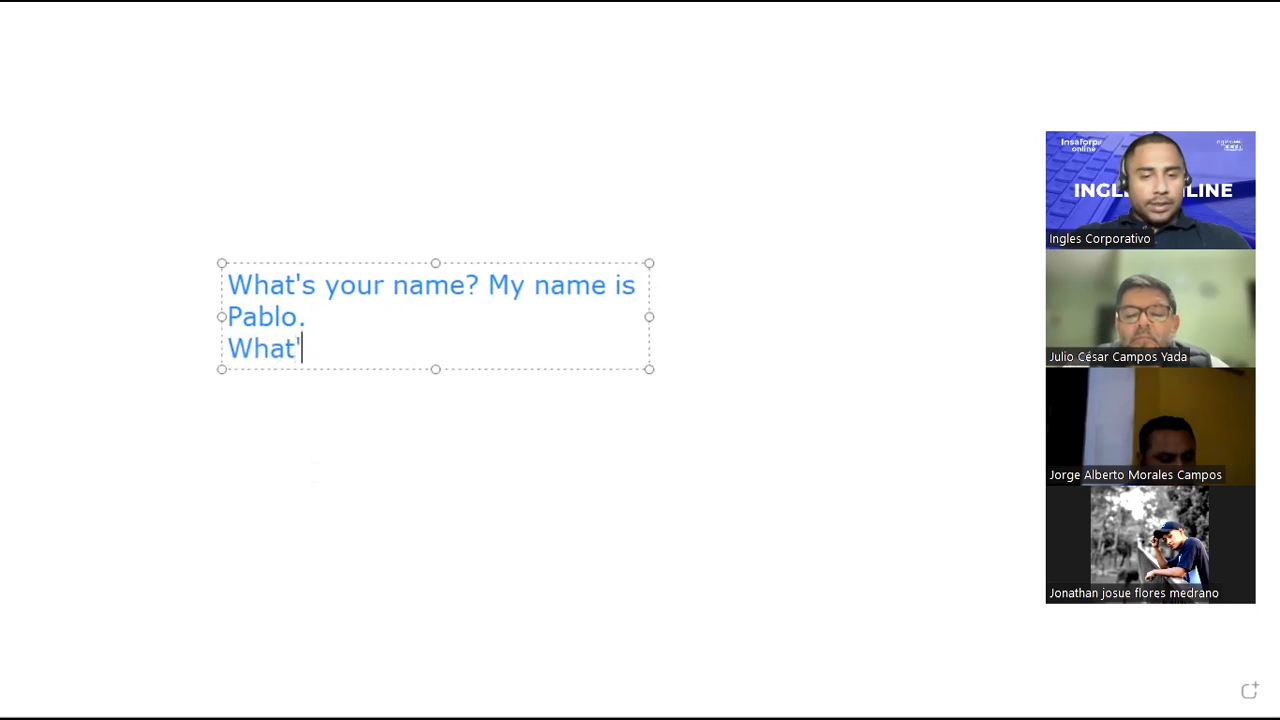 What's your name? My name is
Pablo.
What'
Insaforp
online
INGL LINE
Ingles Corporativo
Julio César Campos Yada
Jorge Alberto Morales Campos
Jonathan josue flores medrano